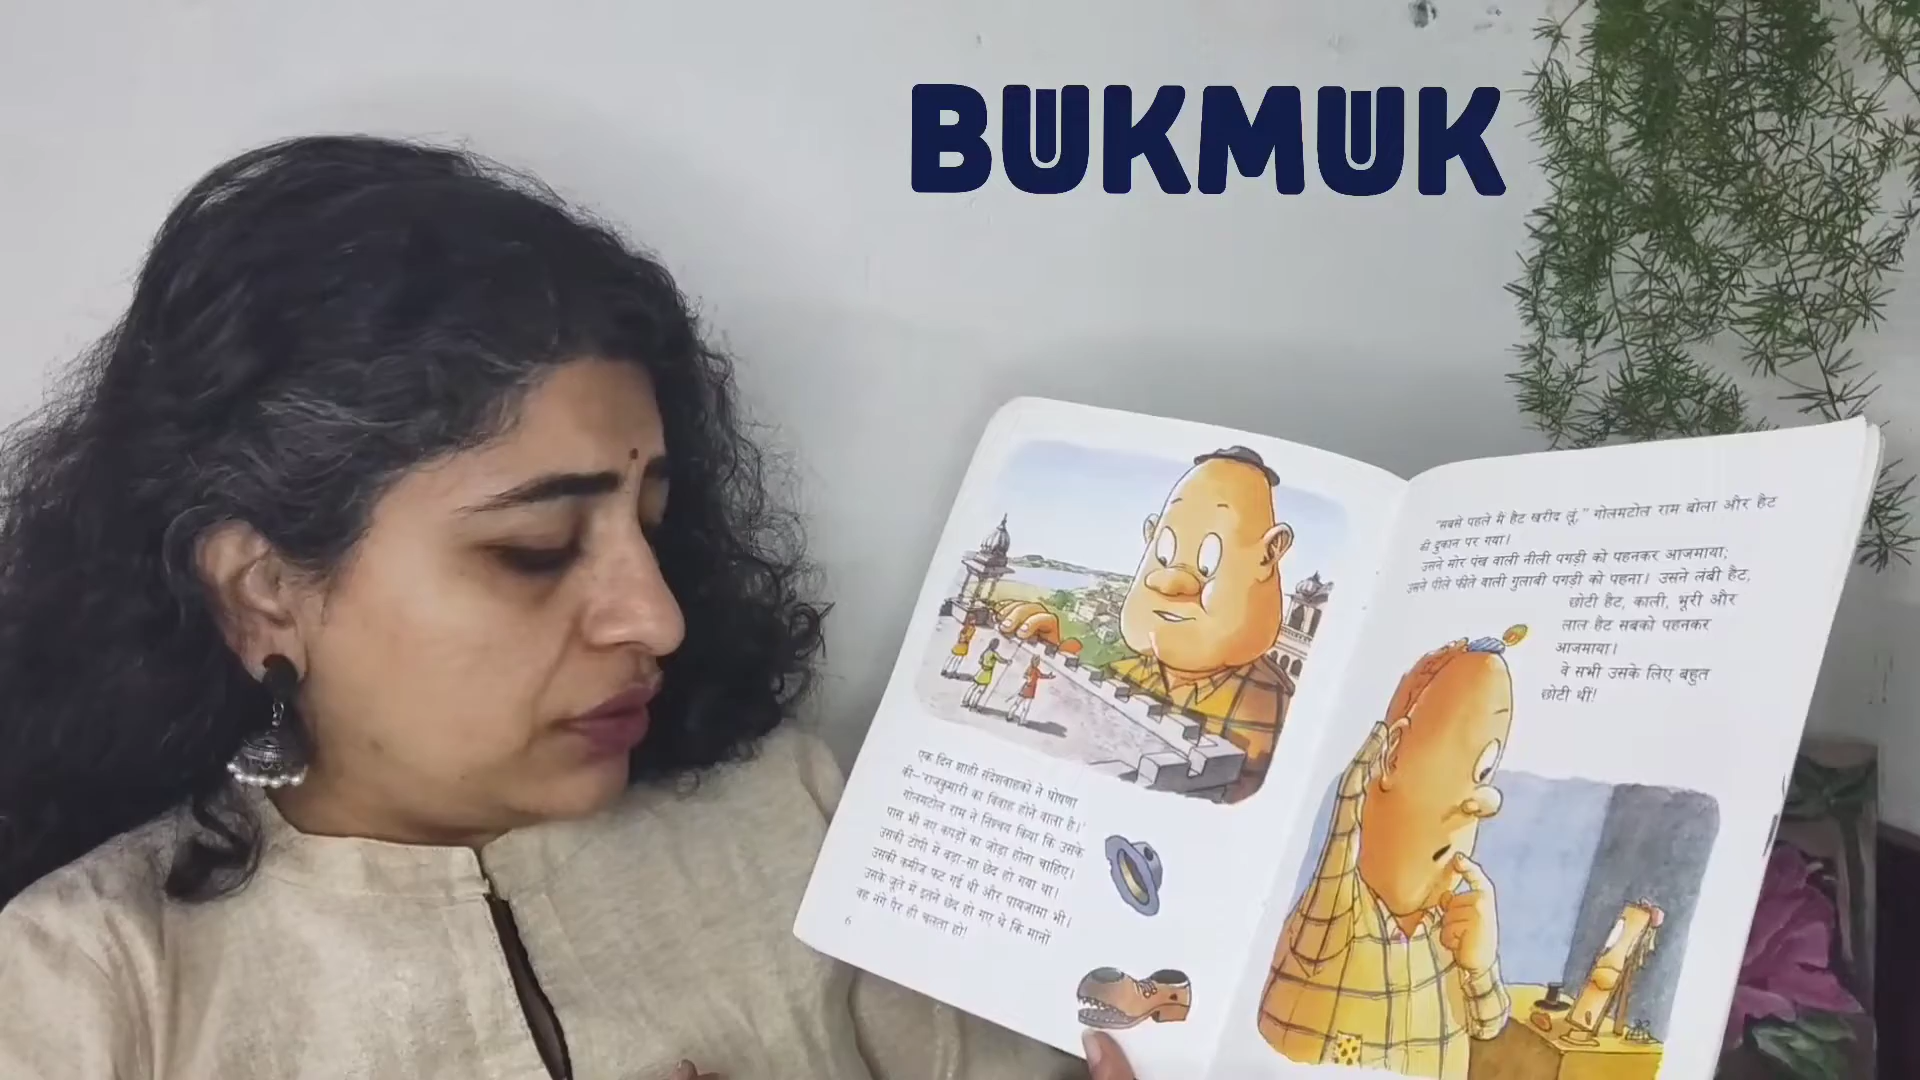 BUKMUK
एक दिन शाही संदेशवाहकों ने घोषणा
की–'राजकुमारी का विवाह होने वाला है।'
गोलमटोल राम ने निश्चय किया कि उसके
पास भी नए कपड़ों का जोड़ा होना चाहिए।
उसकी टोपी में बड़ा-सा छेद हो गया था।
उसकी कमीज फट गई थी और पायजामा भी।
उसके जूते में इतने छेद हो गए थे कि मानों
वह नंगे पैर ही चलता हो!
6
"सबसे पहले मैं हैट खरीद लूं," गोलमटोल राम बोला और हैट
की दुकान पर गया।
उसने मोर पंख वाली नीली पगड़ी को पहनकर आजमाया;
उसने पीले फीते वाली गुलाबी पगड़ी को पहना। उसने लंबी हैट,
छोटी हैट, काली, भूरी और
लाल हैट सबको पहनकर
आजमाया।
वे सभी उसके लिए बहुत
छोटी थीं!